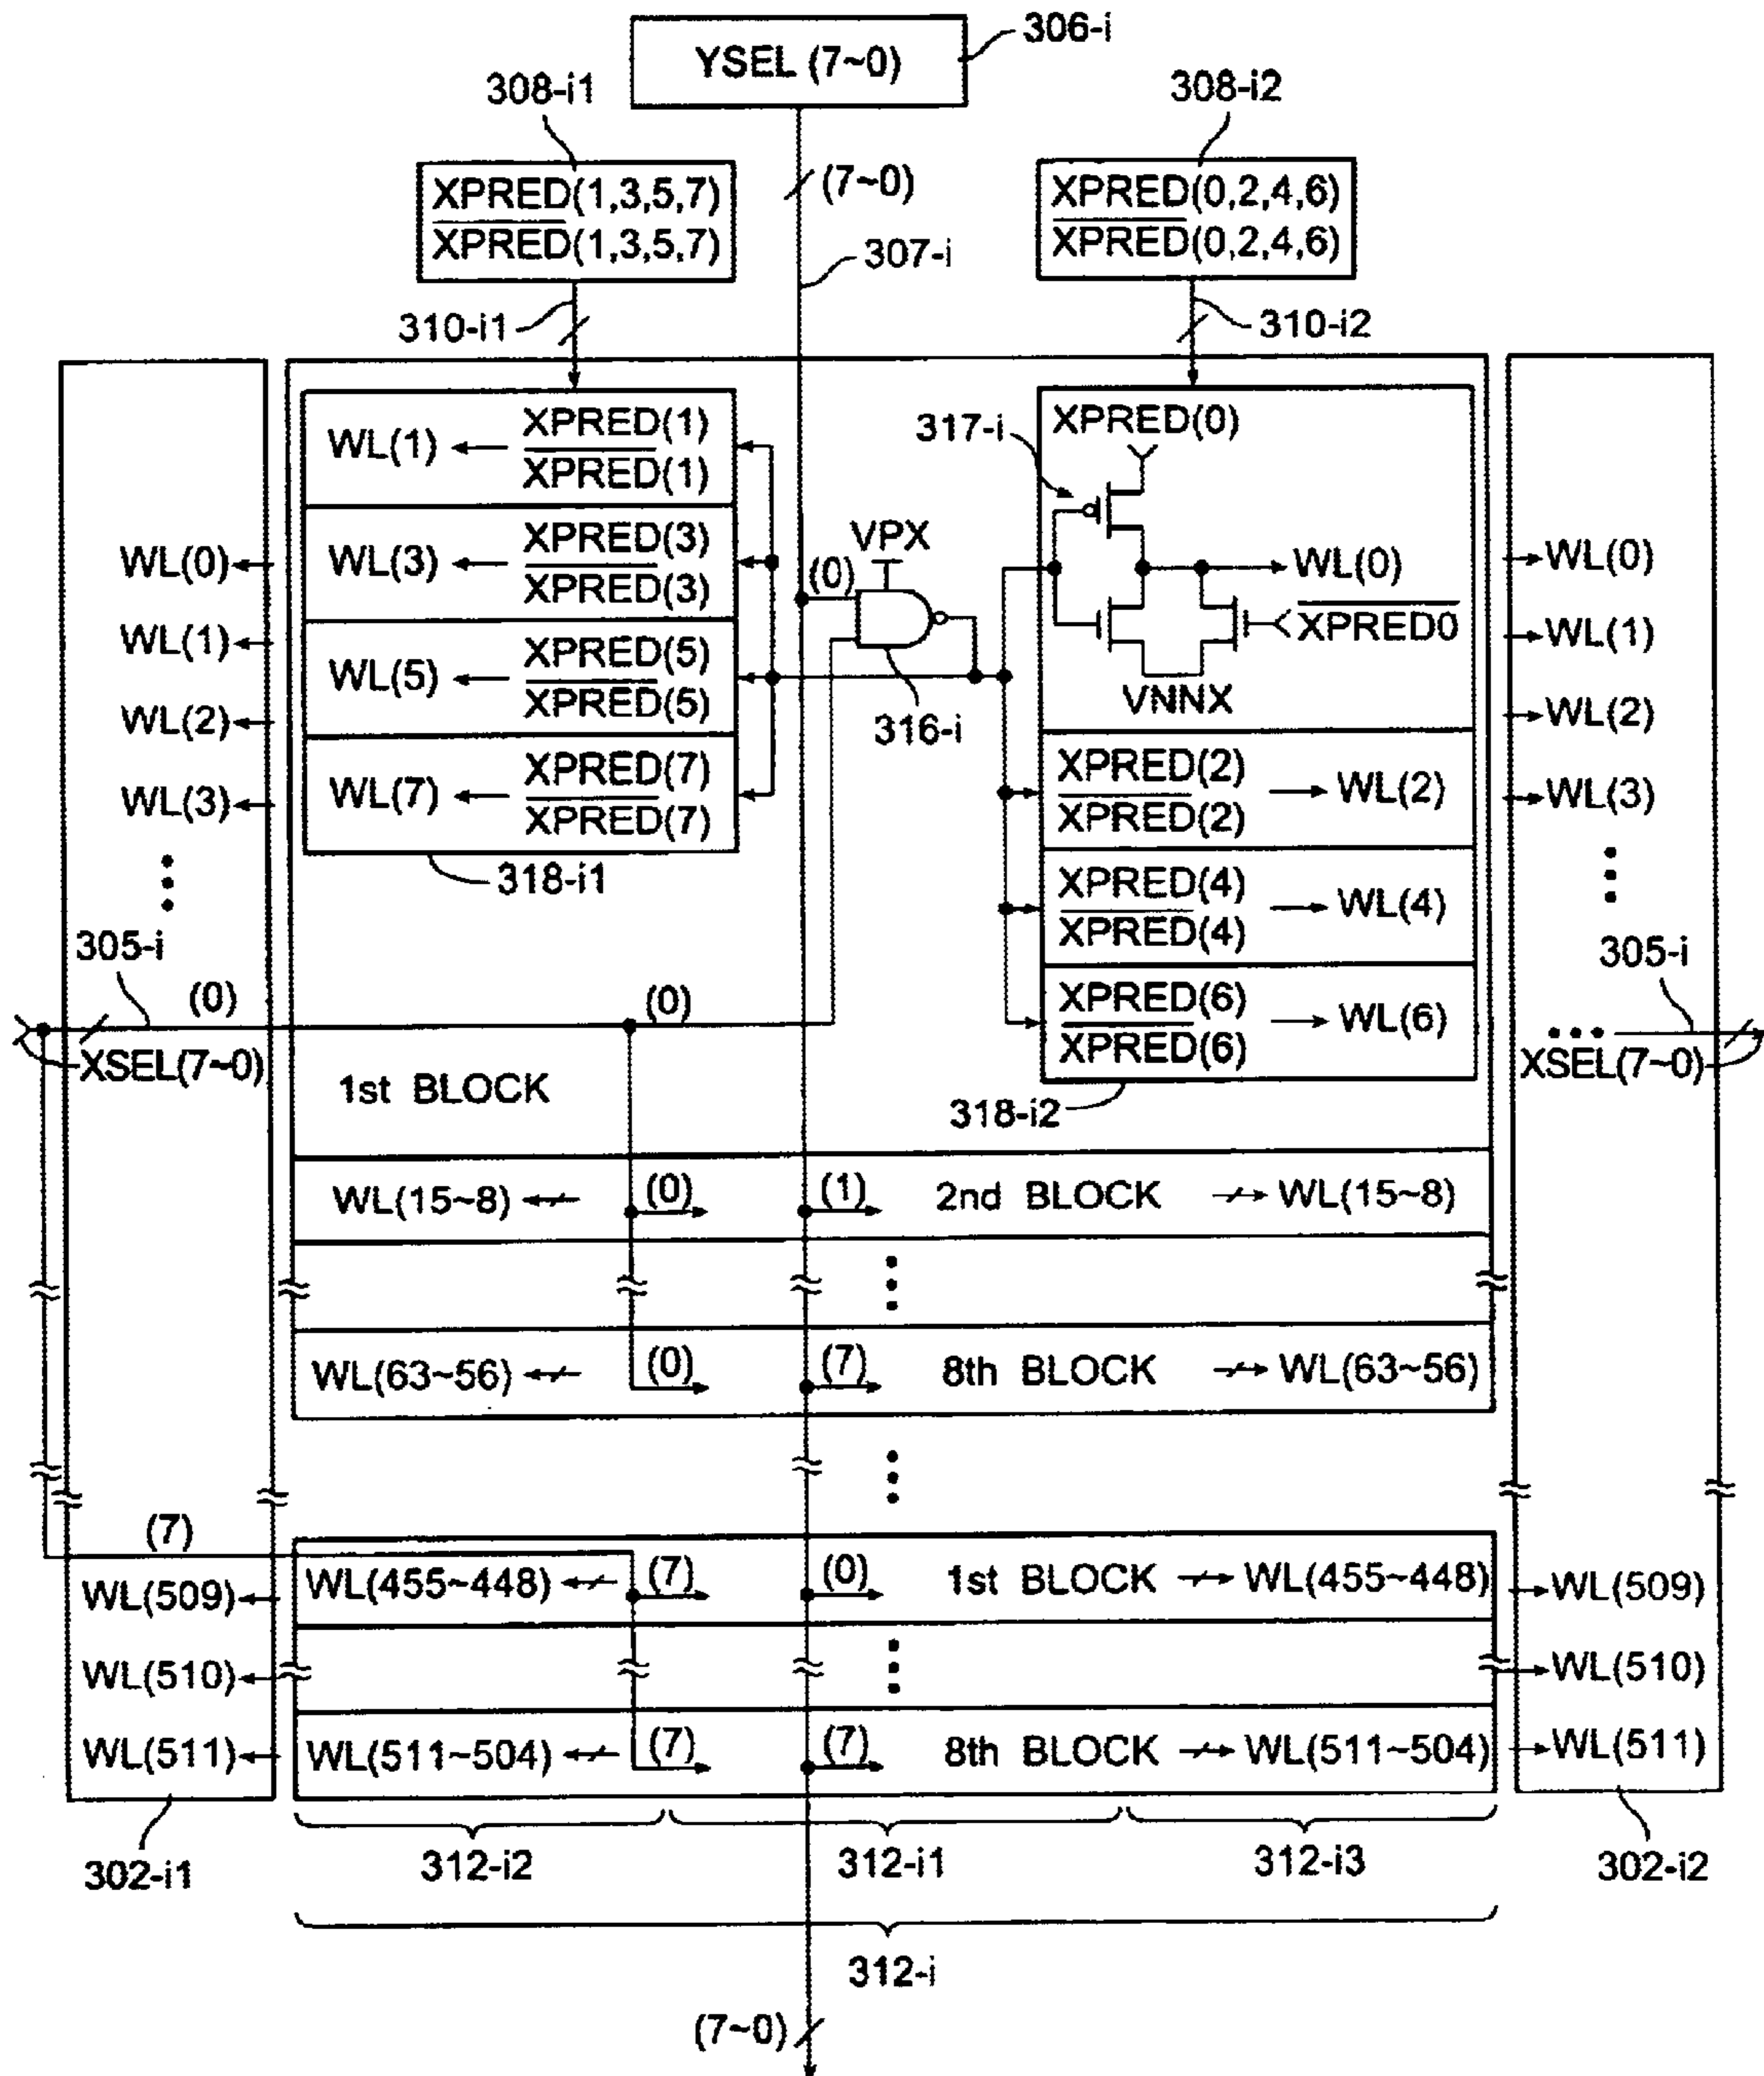 306-i
YSEL (7~0)
308-i1
308-i2
XPRED(1,3,5,7)
XPRED(1,3,5,7)
(7~0)
XPRED(0,2,4,6)
XPRED(0,2,4,6)
307-i
310-i1
310-i2
WL(1)
XPRED(1)
XPRED(1)
WL(3)
XPRED(3)
XPRED(3)
WL(5)
XPRED(5)
XPRED(5)
WL(7)
XPRED(7)
XPRED(7)
318-i1
VPX
(0)
316-i
317-i
XPRED(0)
WL(0)
XPRED0
VNNX
XPRED(2)
XPRED(2)
WL(2)
XPRED(4)
XPRED(4)
WL(4)
XPRED(6)
XPRED(6)
WL(6)
318-i2
WL(0)
WL(1)
WL(2)
WL(3)
WL(0)
WL(1)
WL(2)
WL(3)
305-i
(0)
(0)
XSEL(7~0)
305-i
XSEL(7~0)
1st BLOCK
WL(15~8)
(0)
(1)
2nd BLOCK
WL(15~8)
WL(63~56)
(0)
(7)
8th BLOCK
WL(63~56)
(7)
WL(509)
WL(455~448)
(7)
(0)
1st BLOCK
WL(455~448)
WL(509)
WL(510)
WL(510)
WL(511)
WL(511~504)
(7)
(7)
8th BLOCK
WL(511~504)
WL(511)
302-i1
312-i2
312-i1
312-i3
302-i2
312-i
(7~0)